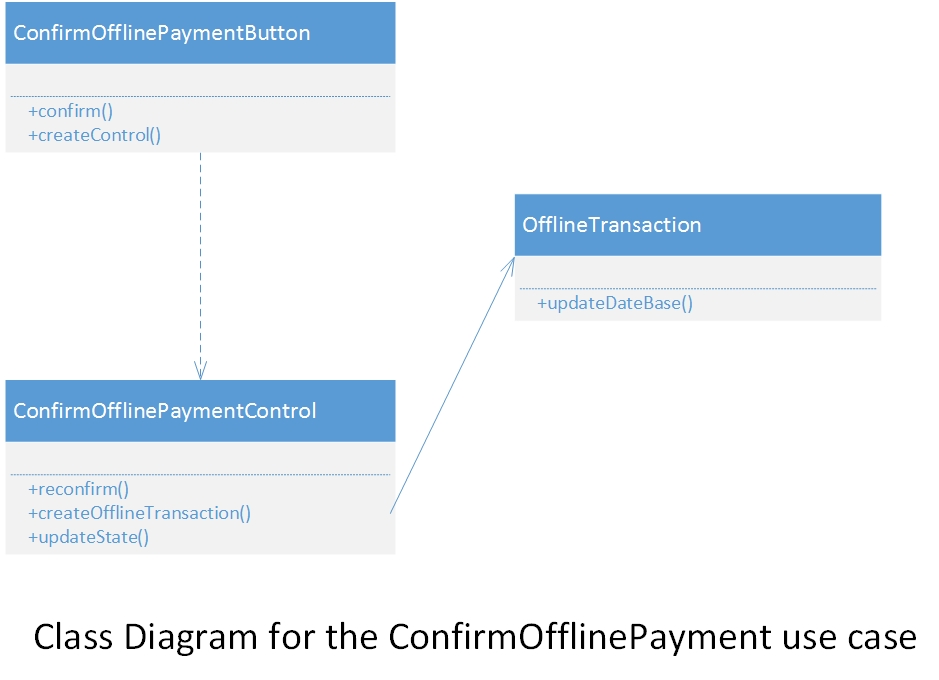 ConfirmOfflinePaymentButton
+confirm()
+createControl()
OfflineTransaction
+updateDateBase()
ConfirmOfflinePaymentControl
+reconfirm()
+createOfflineTransaction()
+updateState()
Class Diagram for the ConfirmOfflinePayment use case